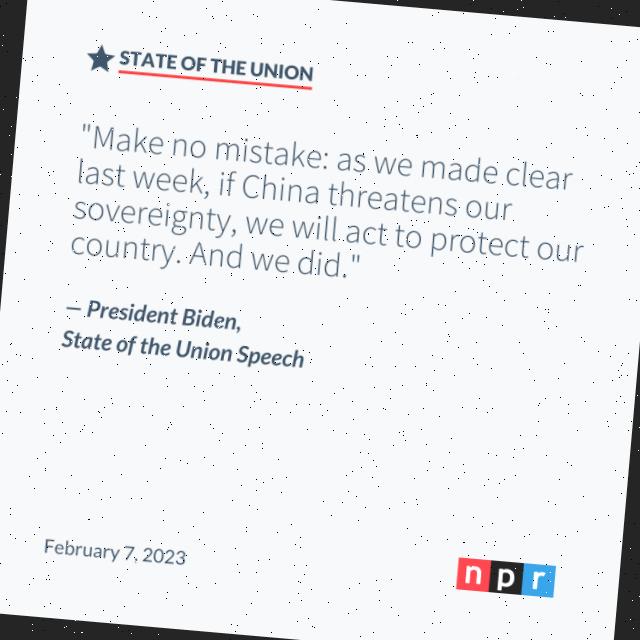 STATE OF THE UNION
"Make no mistake: as we made clear
last week, if China threatens our
sovereignty, we will act to protect our
country. And we did."
— President Biden,
State of the Union Speech
February 7, 2023
npr